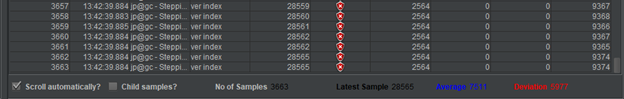 3657 13:42:39.884 jp@gc - Steppi... ver index 28559 2564 0 0 9367
3658 13:42:39.883 jp@gc - Steppi... ver index 28560 2564 0 0 9368
3659 13:42:39.885 jp@gc - Steppi... ver index 28561 2564 0 0 9366
3660 13:42:39.884 jp@gc - Steppi... ver index 28562 2564 0 0 9367
3661 13:42:39.884 jp@gc - Steppi... ver index 28562 2564 0 0 9365
3662 13:42:39.884 jp@gc - Steppi... ver index 28565 2564 0 0 9374
3663 13:42:39.884 jp@gc - Steppi... ver index 28565 2564 0 0 9374
Scroll automatically? Child samples? No of Samples 3663 Latest Sample 28565 Average 7511 Deviation 5977